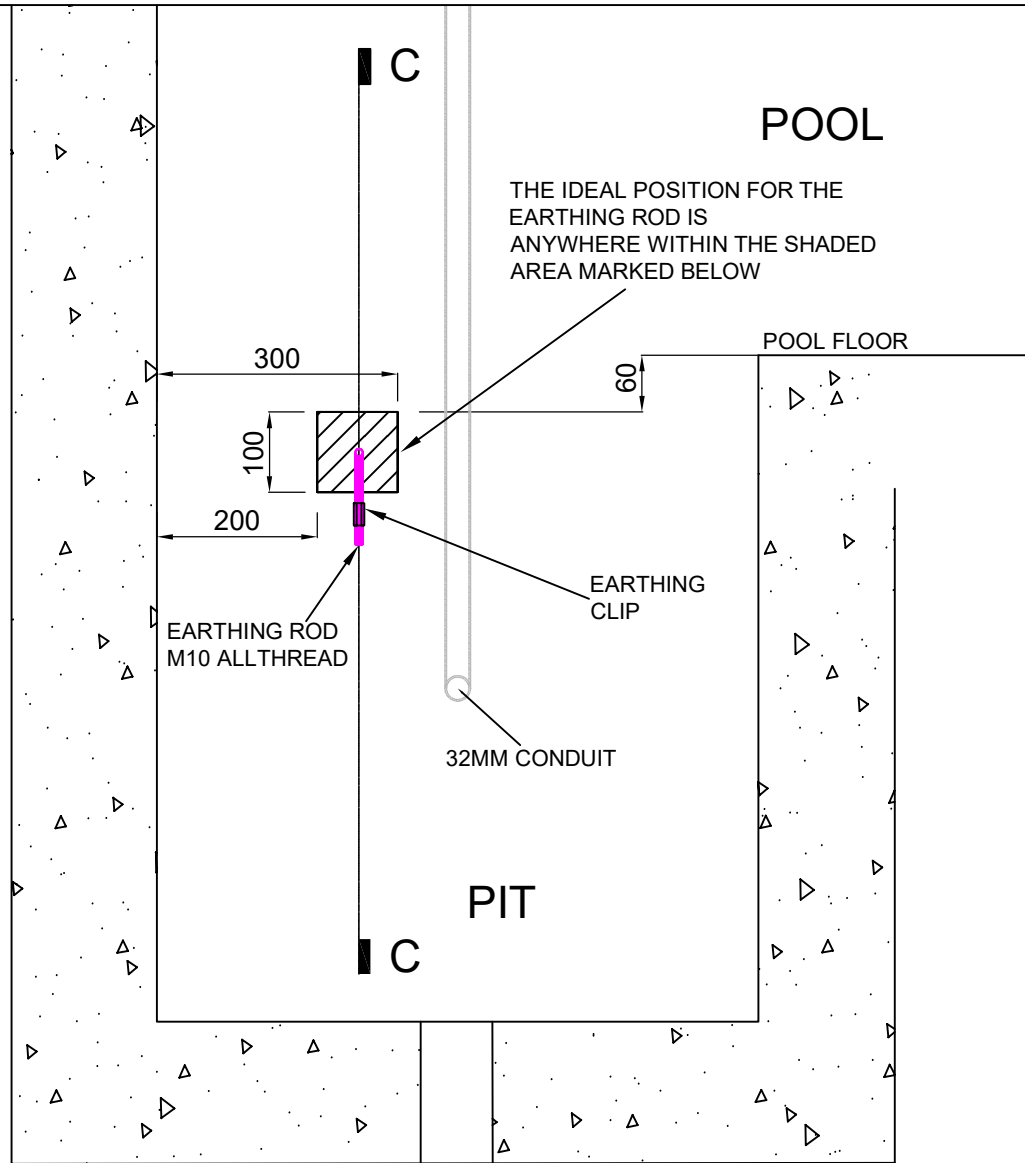 C
POOL
THE IDEAL POSITION FOR THE
EARTHING ROD IS
ANYWHERE WITHIN THE SHADED
AREA MARKED BELOW
POOL FLOOR
300
60
100
200
EARTHING
CLIP
EARTHING ROD
M10 ALLTHREAD
32MM CONDUIT
PIT
C